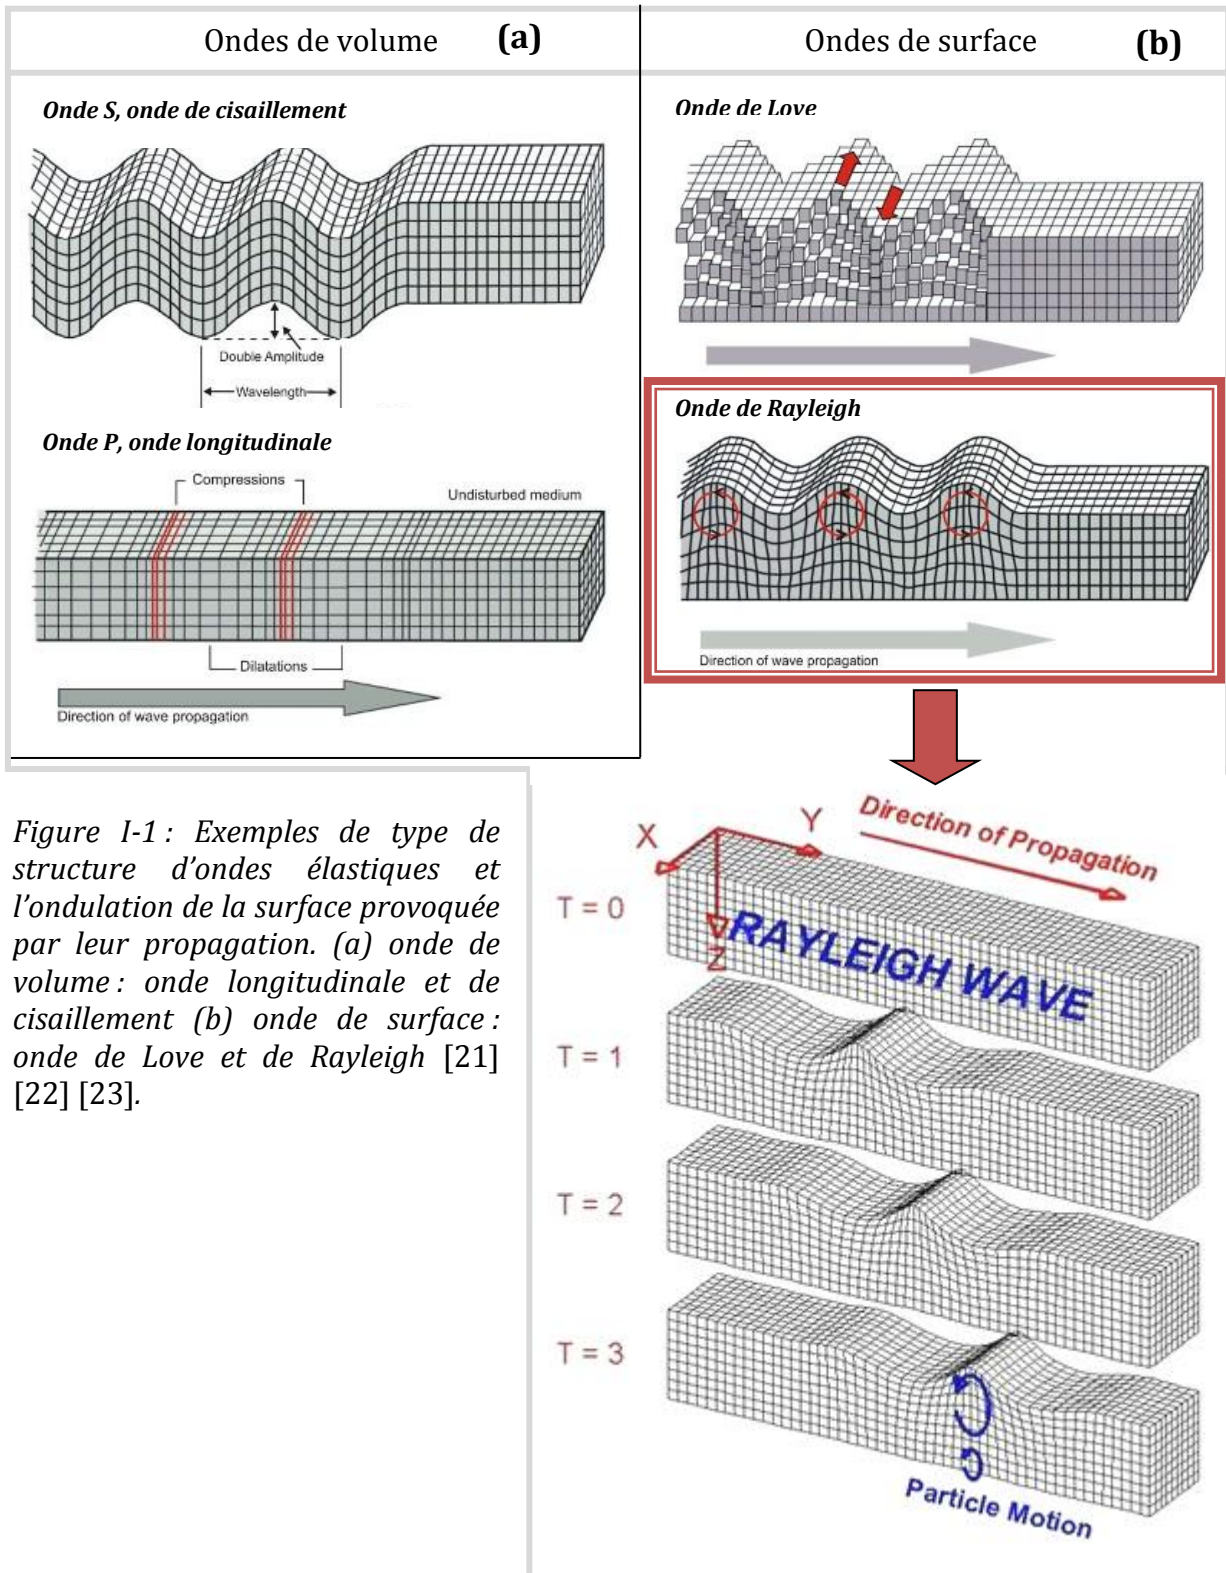 Ondes de volume (a)
Ondes de surface (b)
Onde S, onde de cisaillement
Double Amplitude
Wavelength
Onde P, onde longitudinale
Compressions
Undisturbed medium
Dilatations
Direction of wave propagation
Onde de Love
Onde de Rayleigh
Direction of wave propagation
Figure I-1 : Exemples de type de
structure d'ondes élastiques et
l'ondulation de la surface provoquée
par leur propagation. (a) onde de
volume : onde longitudinale et de
cisaillement (b) onde de surface :
onde de Love et de Rayleigh [21]
[22] [23].
X
Y
Z
Direction of Propagation
RAYLEIGH WAVE
T = 0
T = 1
T = 2
T = 3
Particle Motion